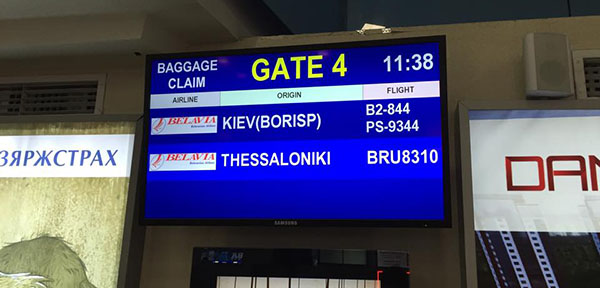 BAGGAGE CLAIM GATE 4 11:38
AIRLINE ORIGIN FLIGHT
BELAVIA KIEV(BORISP) B2-844
PS-9344
BELAVIA THESSALONIKI BRU8310
SAMSUNG
ЗЯРЖСТРАХ
DAN